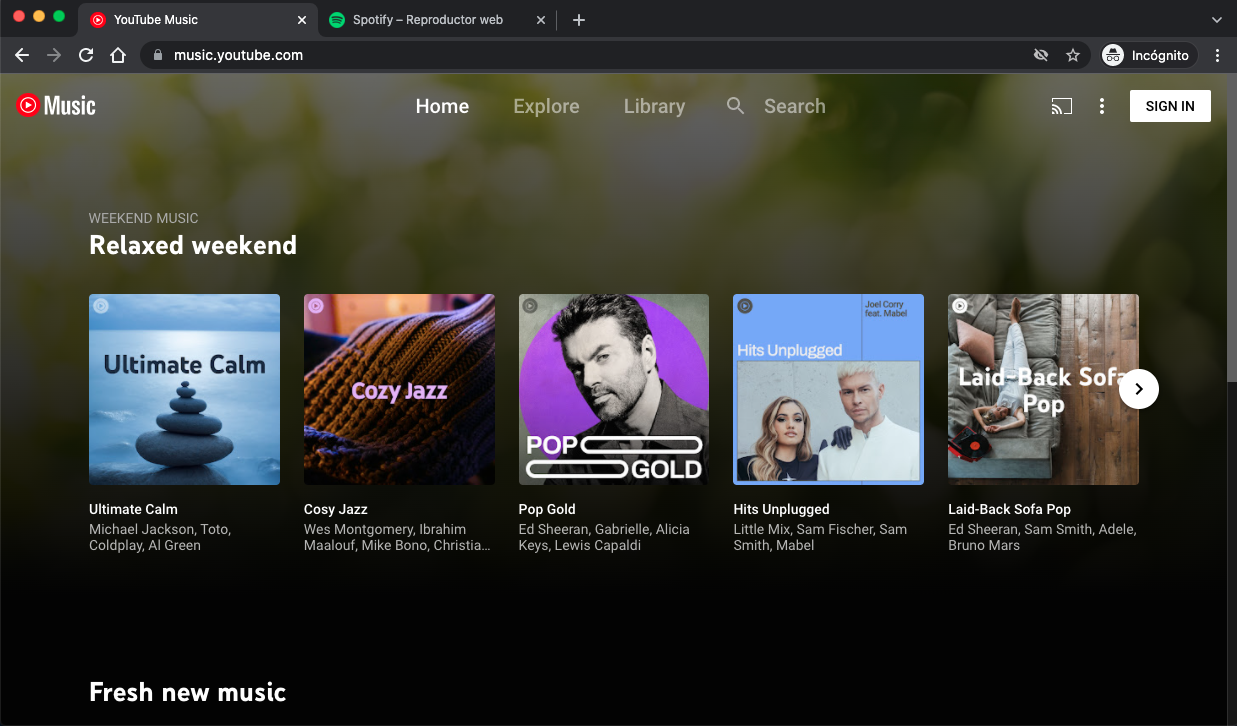 YouTube Music
Spotify – Reproductor web
music.youtube.com
Incógnito
Music
Home
Explore
Library
Search
SIGN IN
WEEKEND MUSIC
Relaxed weekend
Ultimate Calm
Cozy Jazz
POP
GOLD
Joel Corry
feat. Mabel
Hits Unplugged
Laid-Back Sofa
Pop
Ultimate Calm
Michael Jackson, Toto,
Coldplay, Al Green
Cosy Jazz
Wes Montgomery, Ibrahim
Maalouf, Mike Bono, Christia...
Pop Gold
Ed Sheeran, Gabrielle, Alicia
Keys, Lewis Capaldi
Hits Unplugged
Little Mix, Sam Fischer, Sam
Smith, Mabel
Laid-Back Sofa Pop
Ed Sheeran, Sam Smith, Adele,
Bruno Mars
Fresh new music